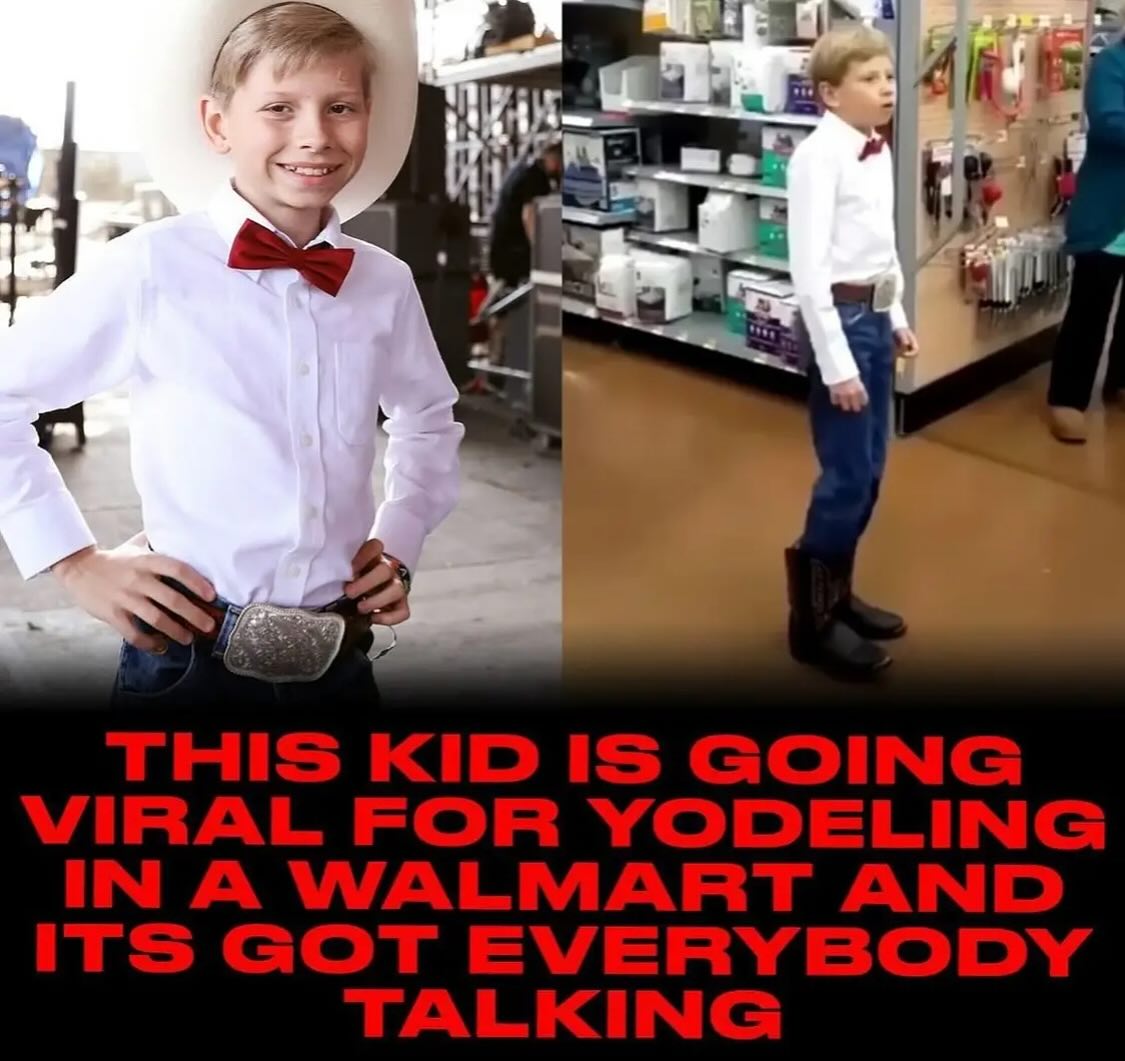 THIS KID IS GOING
VIRAL FOR YODELING
IN A WALMART AND
ITS GOT EVERYBODY
TALKING